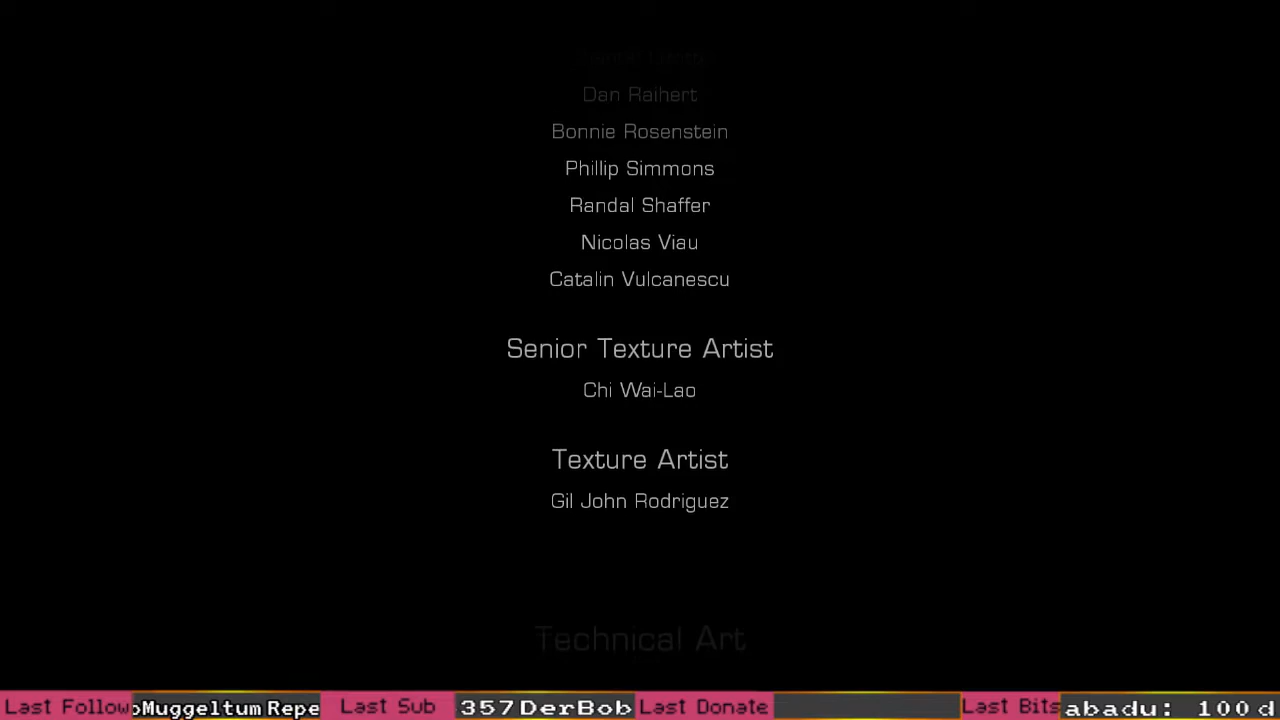 Dan Raihert
Bonnie Rosenstein
Phillip Simmons
Randal Shaffer
Nicolas Viau
Catalin Vulcanescu
Senior Texture Artist
Chi Wai-Lao
Texture Artist
Gil John Rodriguez
Technical Art
Last Follow Muggeltum Repe Last Sub 357DerBob Last Donate Last Bits abadu: 100 d